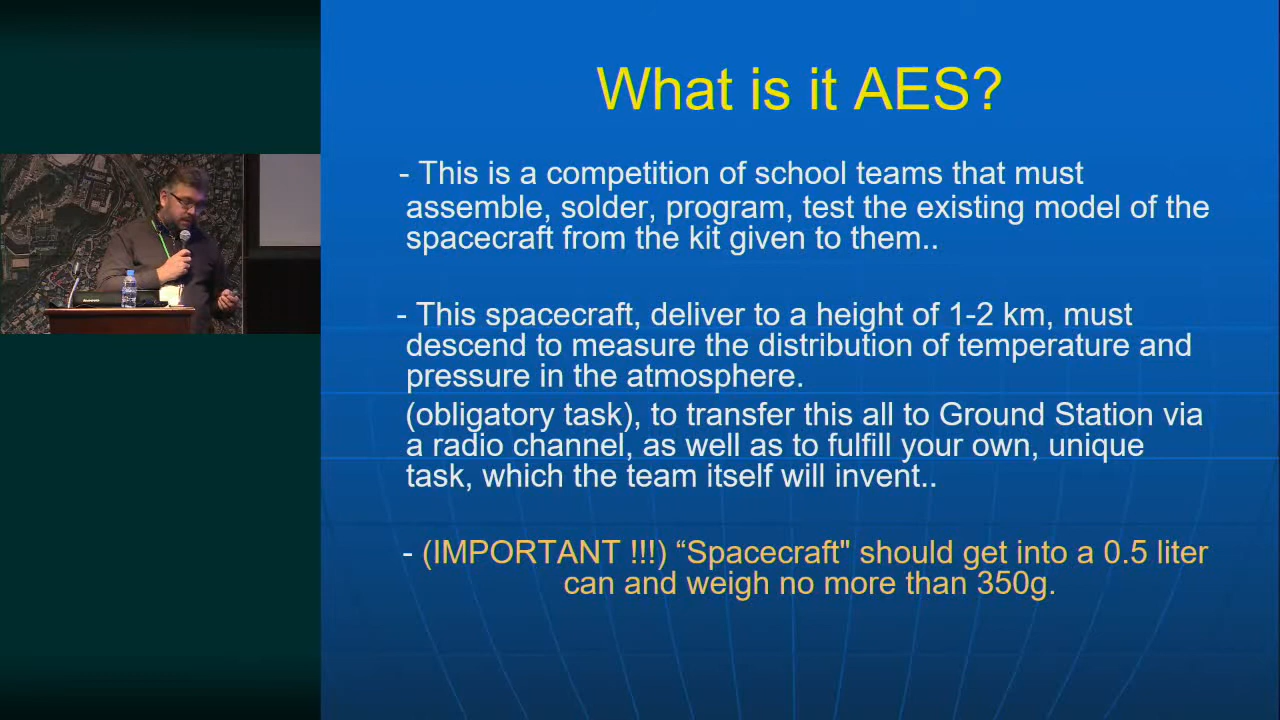 What is it AES?
- This is a competition of school teams that must
assemble, solder, program, test the existing model of the
spacecraft from the kit given to them..
- This spacecraft, deliver to a height of 1-2 km, must
descend to measure the distribution of temperature and
pressure in the atmosphere.
(obligatory task), to transfer this all to Ground Station via
a radio channel, as well as to fulfill your own, unique
task, which the team itself will invent..
- (IMPORTANT !!!) “Spacecraft" should get into a 0.5 liter
can and weigh no more than 350g.